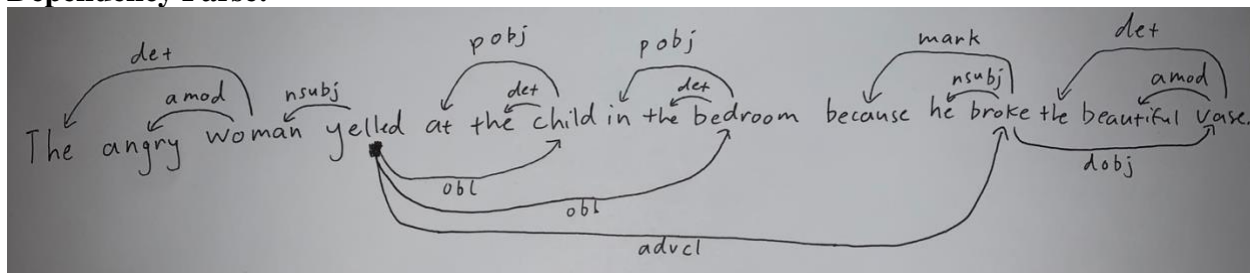 Dependency Parse:
det pobj pobj mark det
amod nsubj det det nsubj amod
The angry woman yelled at the child in the bedroom because he broke the beautiful vase.
obl dobj
obl
advcl